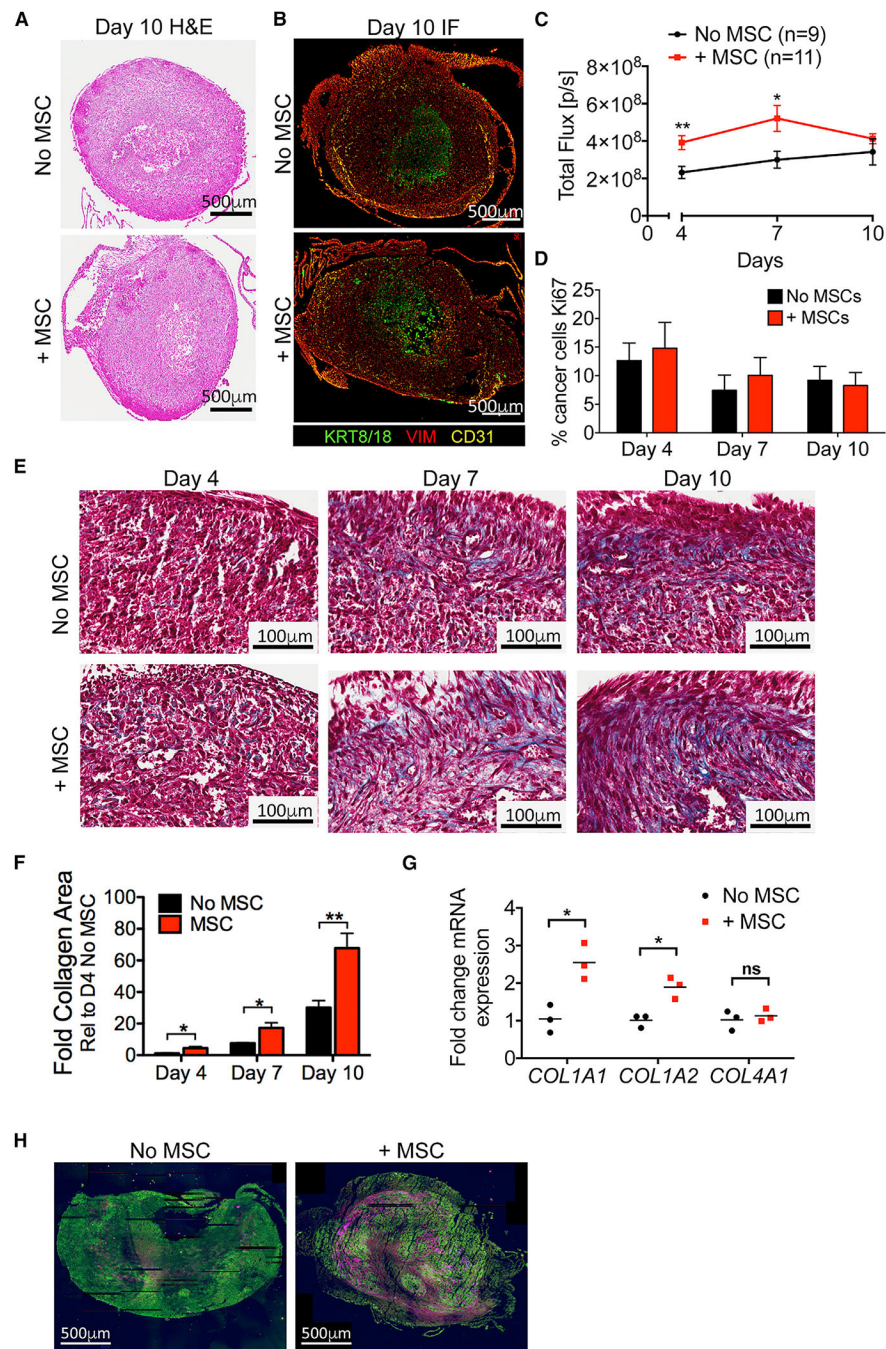 A
Day 10 H&E
No MSC
500μm
+ MSC
500μm
B
Day 10 IF
No MSC
500μm
+ MSC
500μm
KRT8/18 VIM CD31
C
No MSC (n=9)
+ MSC (n=11)
Total Flux [p/s]
8×10⁸
6×10⁸
4×10⁸
2×10⁸
0
**
*
0 4 7 10
Days
D
% cancer cells Ki67
20
15
10
5
0
No MSCs
+ MSCs
Day 4 Day 7 Day 10
E
Day 4 Day 7 Day 10
No MSC
100μm 100μm 100μm
+ MSC
100μm 100μm 100μm
F
Fold Collagen Area
Rel to D4 No MSC
100
80
60
40
20
0
No MSC
MSC
* * **
Day 4 Day 7 Day 10
G
Fold change mRNA
expression
4
3
2
1
0
No MSC
+ MSC
* * ns
COL1A1 COL1A2 COL4A1
H
No MSC + MSC
500μm 500μm